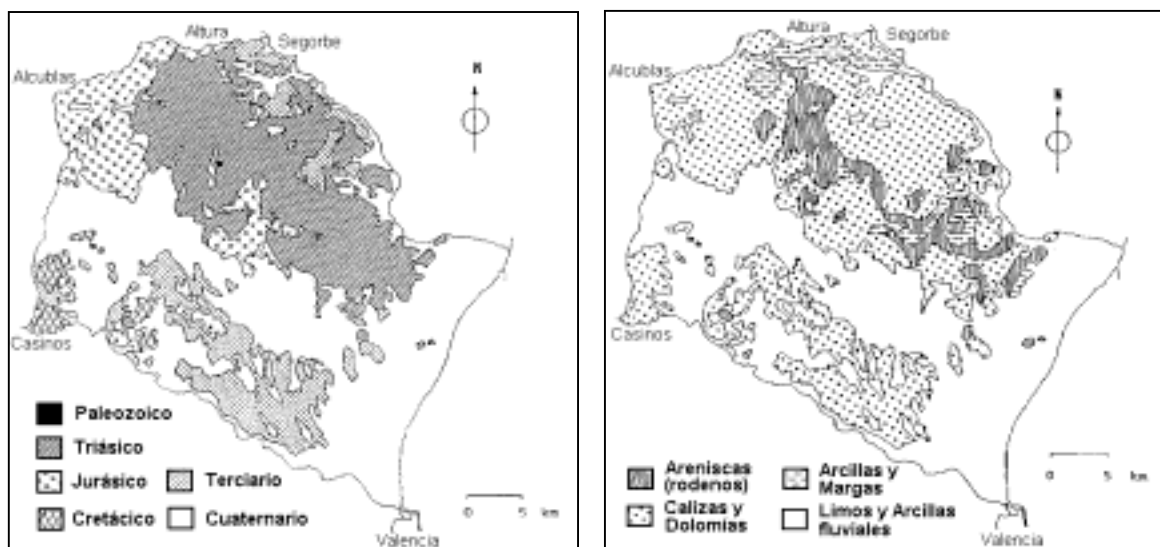 Altura
Segorbe
Alcublas
N
Casinos
Paleozoico
Triásico
Jurásico
Terciario
Cretácico
Cuaternario
0 5 km
Valencia
Altura
Segorbe
Alcublas
N
Casinos
Areniscas
(rodenos)
Arcillas y
Margas
Calizas y
Dolomías
Limos y Arcillas
fluviales
0 5 km.
Valencia